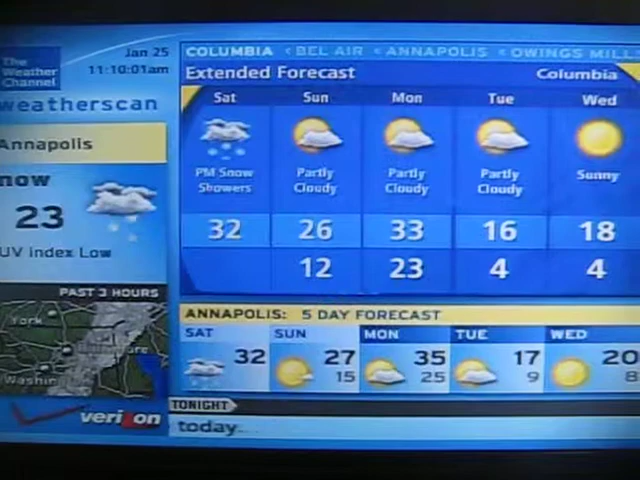 The
Weather
Channel
Jan 25
11:10:01am
weatherscan
Annapolis
now
23
UV index Low
PAST 3 HOURS
York
verizon
COLUMBIA < BEL AIR < ANNAPOLIS < OWINGS MILL
Extended Forecast Columbia
Sat Sun Mon Tue Wed
PM Snow Showers
Partly Cloudy
Partly Cloudy
Partly Cloudy
Sunny
32 26 33 16 18
12 23 4 4
ANNAPOLIS: 5 DAY FORECAST
SAT SUN MON TUE WED
32 27 35 17 20
15 25 9 8
TONIGHT
today...